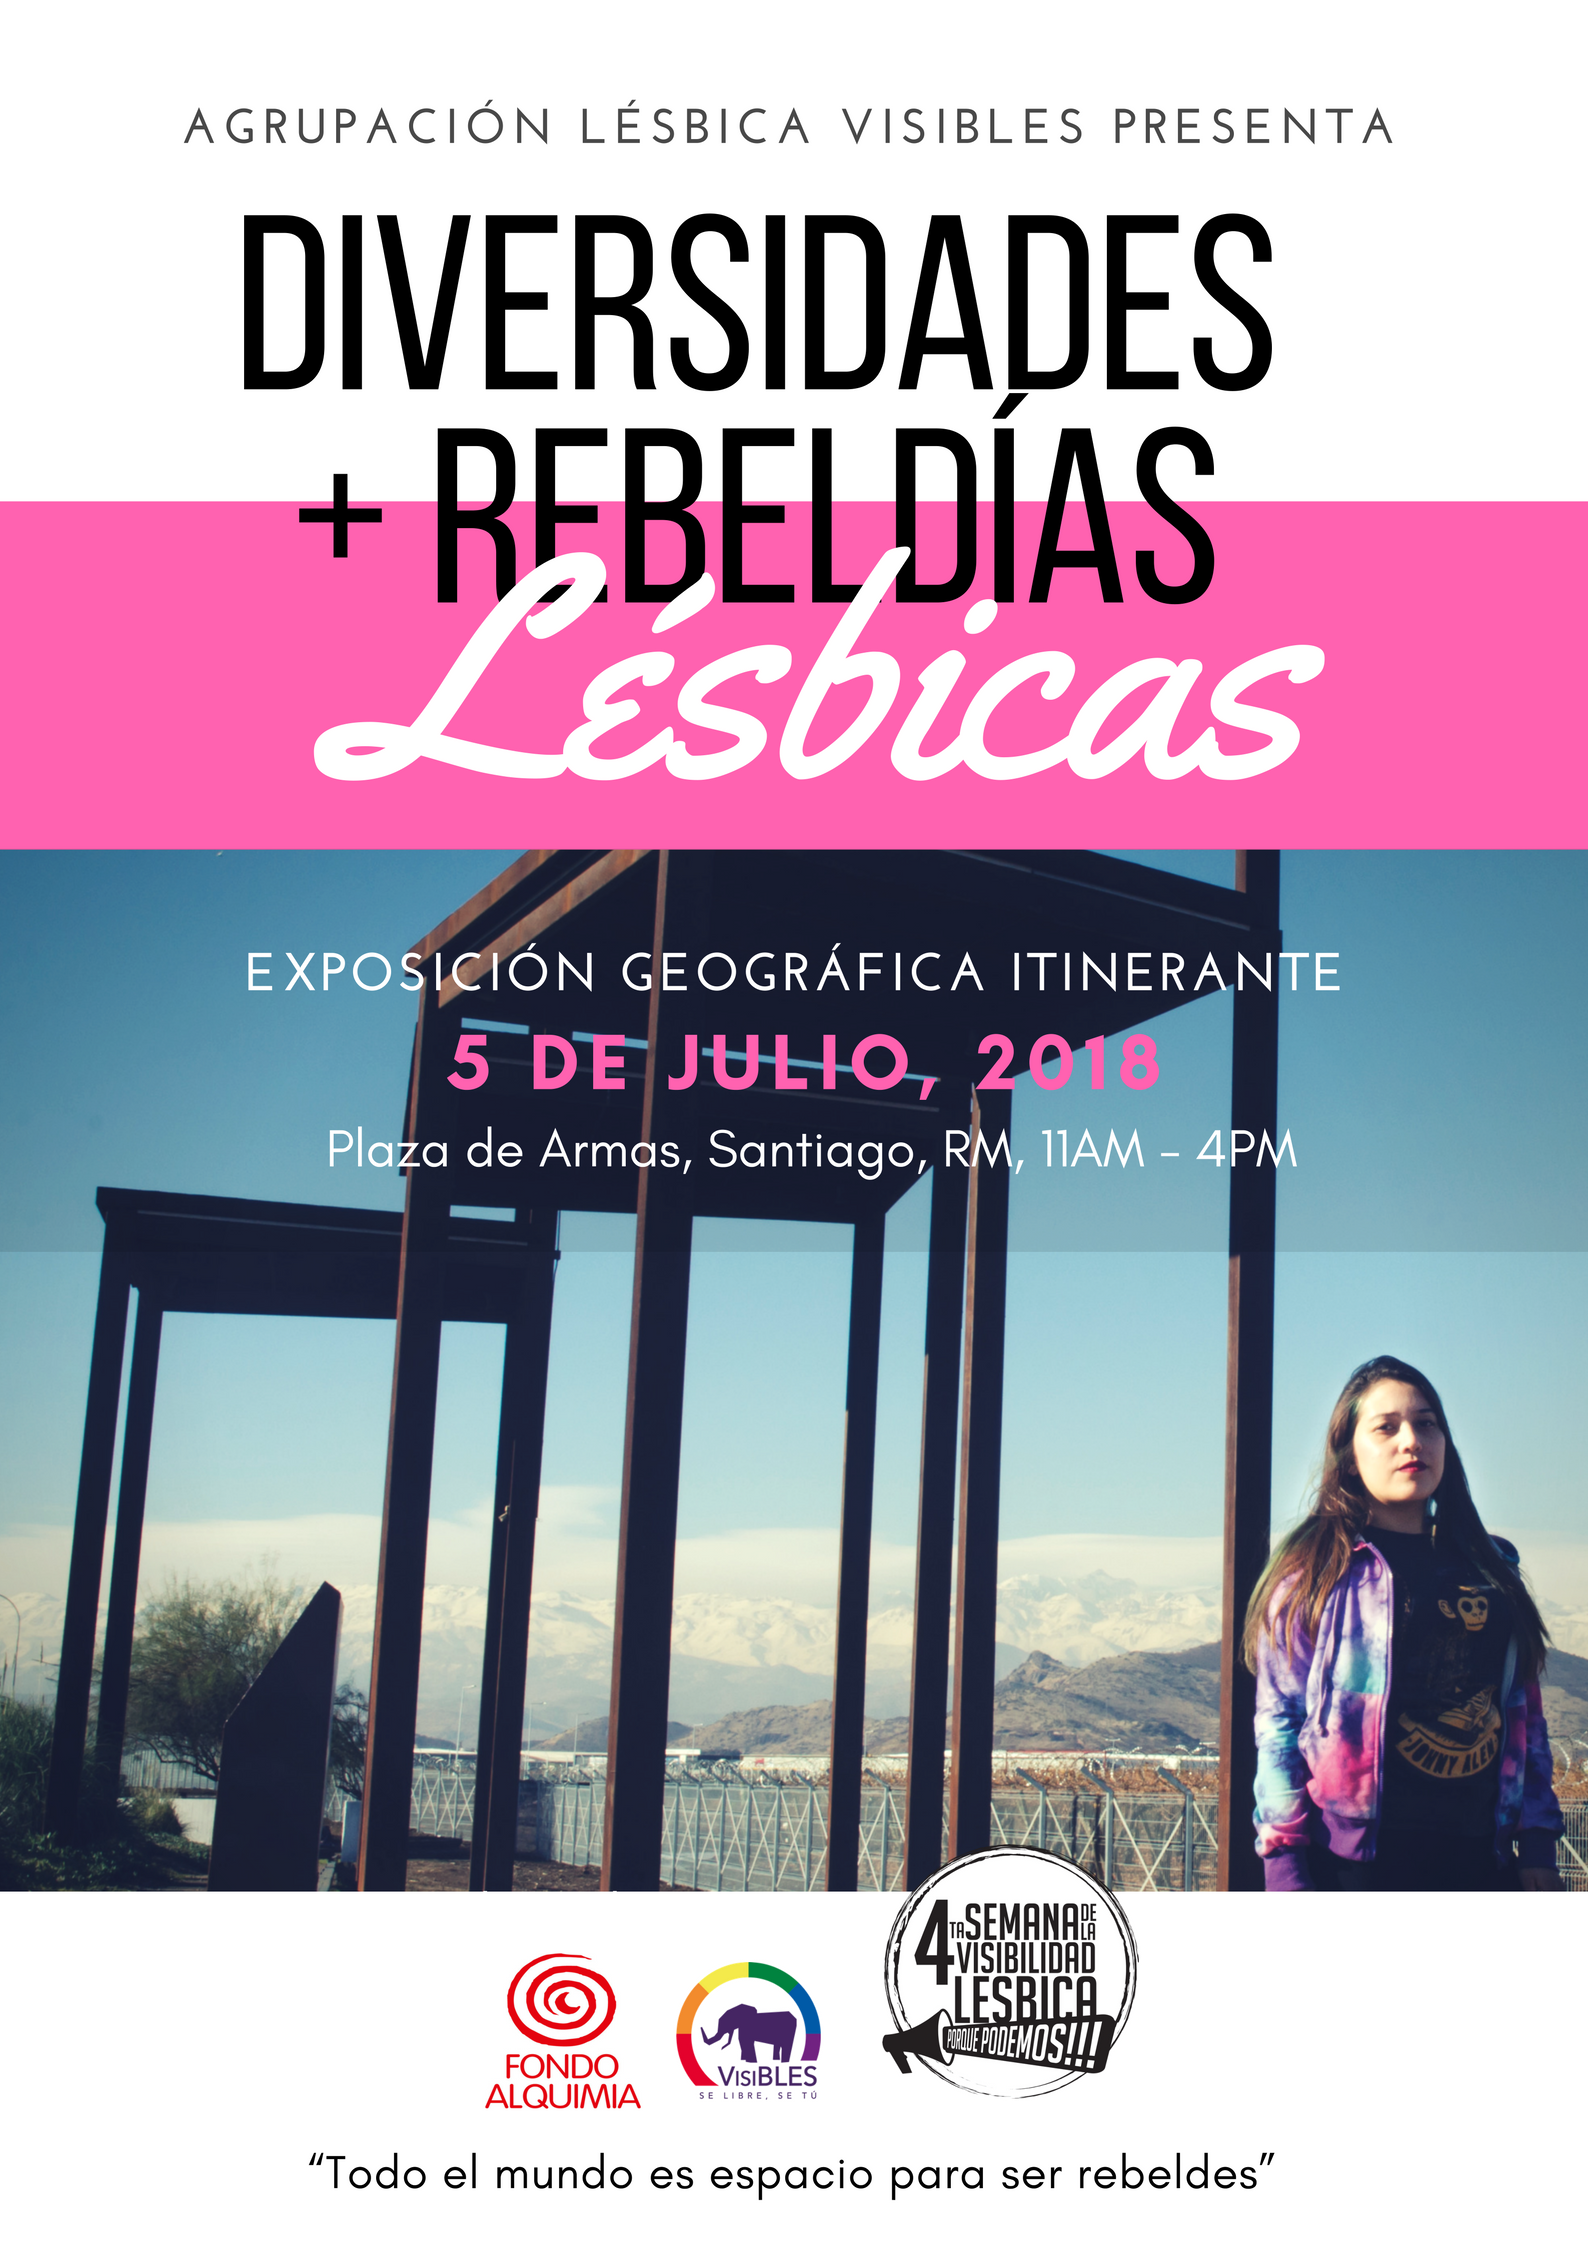 AGRUPACIÓN LÉSBICA VISIBLES PRESENTA
DIVERSIDADES
+ REBELDÍAS
Lésbicas
EXPOSICIÓN GEOGRÁFICA ITINERANTE
5 DE JULIO, 2018
Plaza de Armas, Santiago, RM, 11AM - 4PM
FONDO
ALQUIMIA
VISIBLES
SE LIBRE, SE TÚ
4TA SEMANA DE LA
VISIBILIDAD
LESBICA
PORQUE PODEMOS!!!
“Todo el mundo es espacio para ser rebeldes”